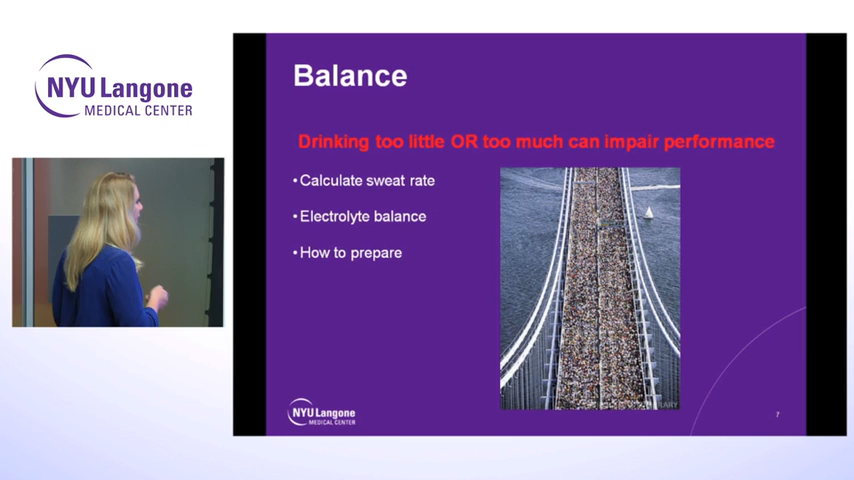 NYU Langone
MEDICAL CENTER
Balance
Drinking too little OR too much can impair performance
• Calculate sweat rate
• Electrolyte balance
• How to prepare
NYU Langone
MEDICAL CENTER
7